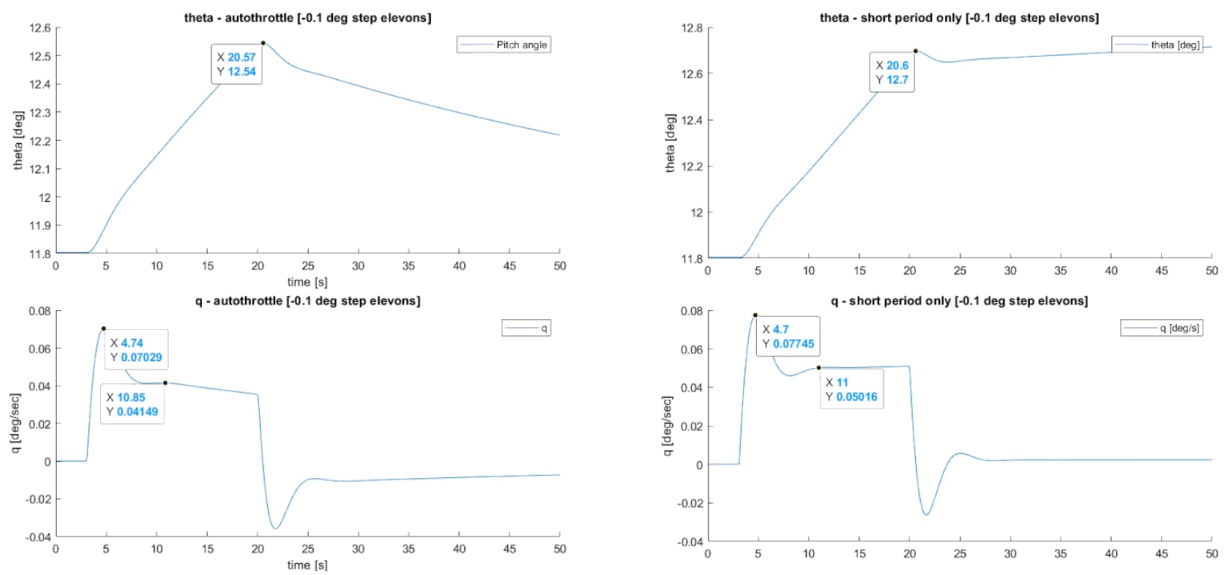 theta - autothrottle [-0.1 deg step elevons]
12.6
12.5
12.4
12.3
12.2
12.1
12
11.9
11.8
theta [deg]
Pitch angle
X 20.57
Y 12.54
0 5 10 15 20 25 30 35 40 45 50
time [s]
theta - short period only [-0.1 deg step elevons]
12.8
12.6
12.4
12.2
12
11.8
theta [deg]
theta [deg]
X 20.6
Y 12.7
0 5 10 15 20 25 30 35 40 45 50
q - autothrottle [-0.1 deg step elevons]
0.08
0.06
0.04
0.02
0
-0.02
-0.04
q [deg/sec]
q
X 4.74
Y 0.07029
X 10.85
Y 0.04149
0 5 10 15 20 25 30 35 40 45 50
time [s]
q - short period only [-0.1 deg step elevons]
0.08
0.06
0.04
0.02
0
-0.02
-0.04
q [deg/s]
q [deg/s]
X 4.7
Y 0.07745
X 11
Y 0.05016
0 5 10 15 20 25 30 35 40 45 50